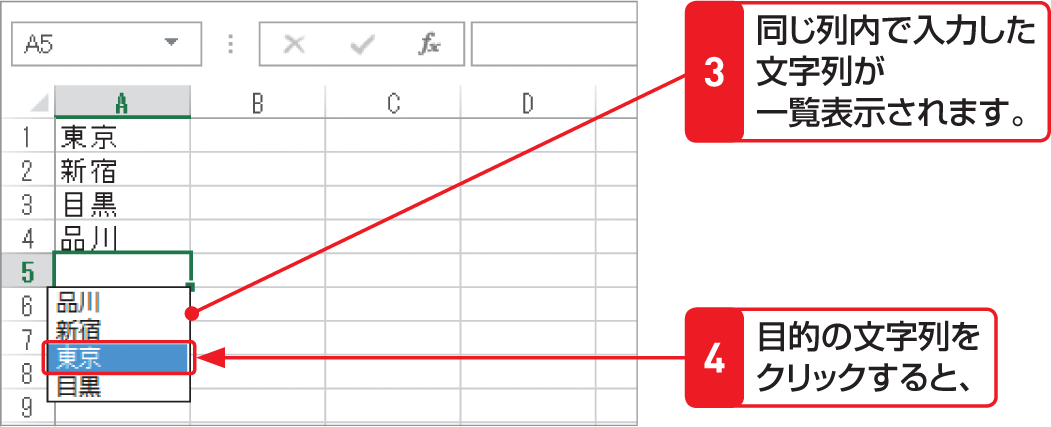 A5
fx
A B C D
1 東京
2 新宿
3 目黒
4 品川
5
6 品川
7 新宿
8 東京
9 目黒
3
同じ列内で入力した
文字列が
一覧表示されます。
4
目的の文字列を
クリックすると、